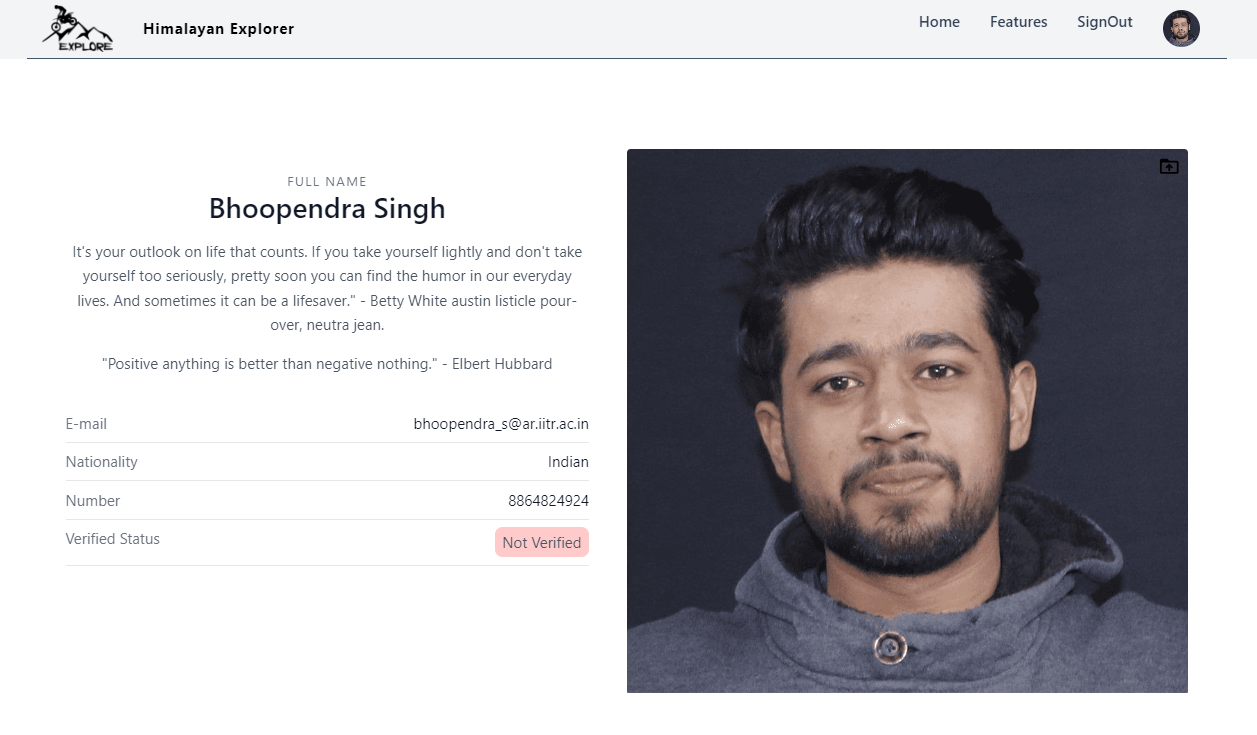 EXPLORE
Himalayan Explorer
Home
Features
SignOut
FULL NAME
Bhoopendra Singh
It's your outlook on life that counts. If you take yourself lightly and don't take
yourself too seriously, pretty soon you can find the humor in our everyday
lives. And sometimes it can be a lifesaver." - Betty White austin listicle pour-
over, neutra jean.
"Positive anything is better than negative nothing." - Elbert Hubbard
E-mail bhoopendra_s@ar.iitr.ac.in
Nationality Indian
Number 8864824924
Verified Status Not Verified